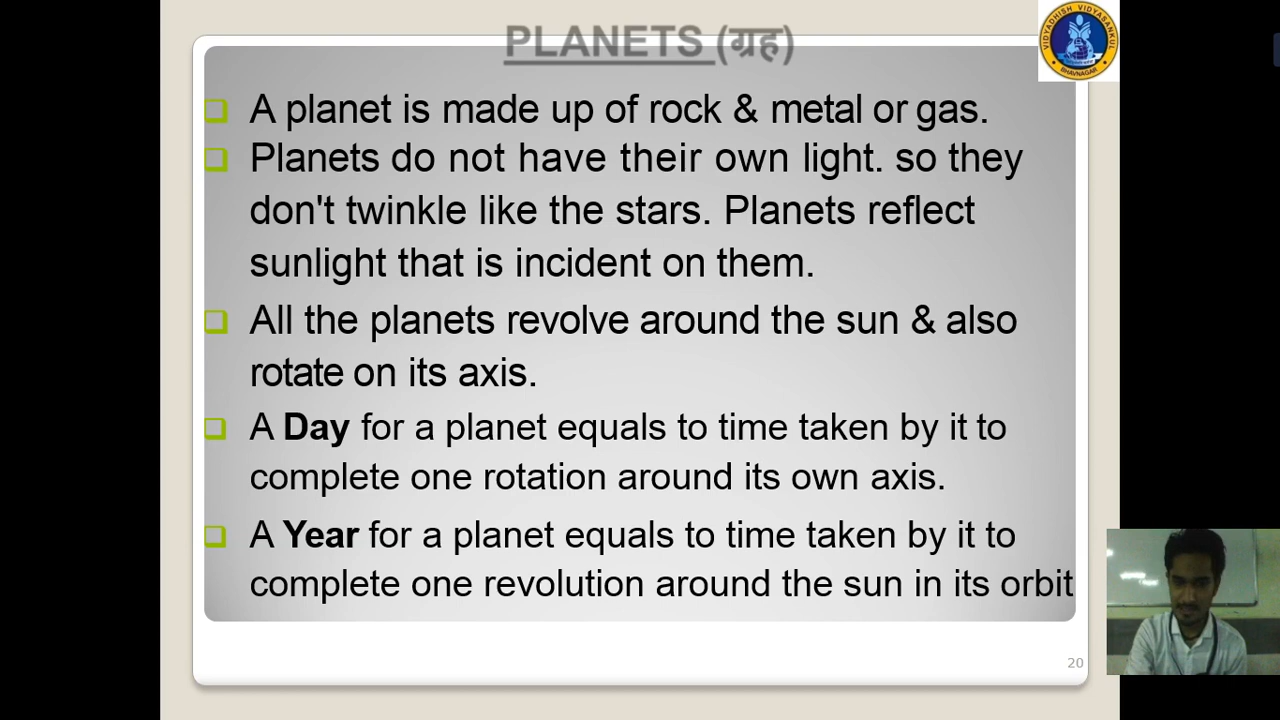 PLANETS (ग्रह)
VIDYADHISH VIDYASANKUL
BHAVNAGAR
A planet is made up of rock & metal or gas.
Planets do not have their own light. so they
don't twinkle like the stars. Planets reflect
sunlight that is incident on them.
All the planets revolve around the sun & also
rotate on its axis.
A Day for a planet equals to time taken by it to
complete one rotation around its own axis.
A Year for a planet equals to time taken by it to
complete one revolution around the sun in its orbit
20